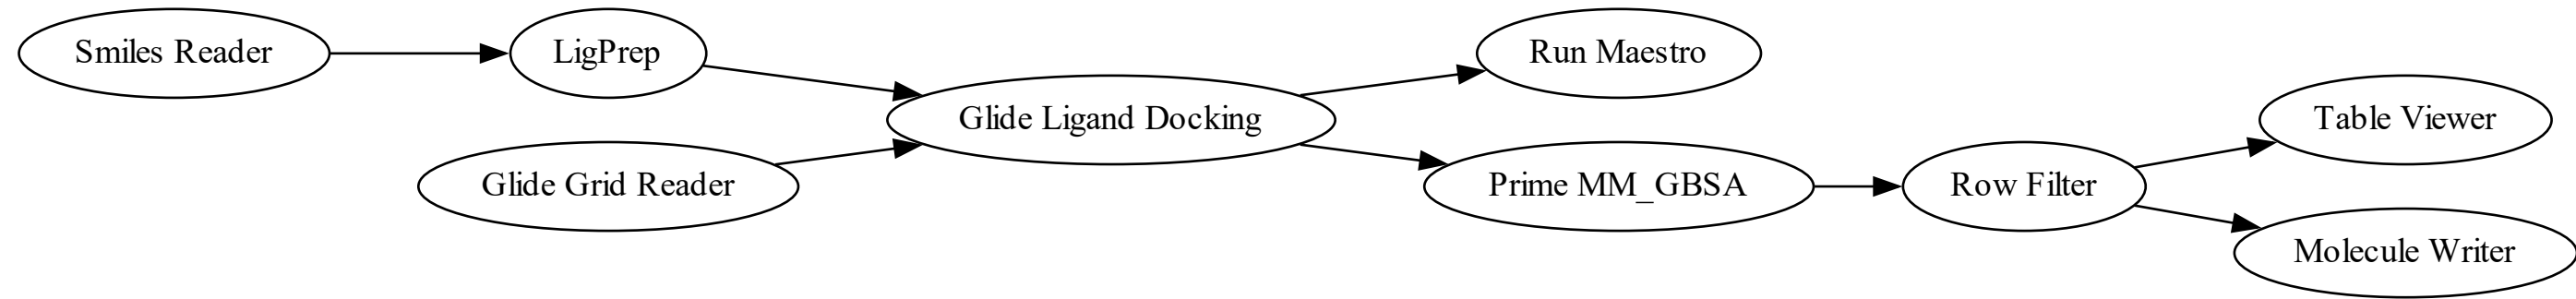 Smiles Reader
LigPrep
Glide Grid Reader
Glide Ligand Docking
Run Maestro
Prime MM_GBSA
Row Filter
Table Viewer
Molecule Writer